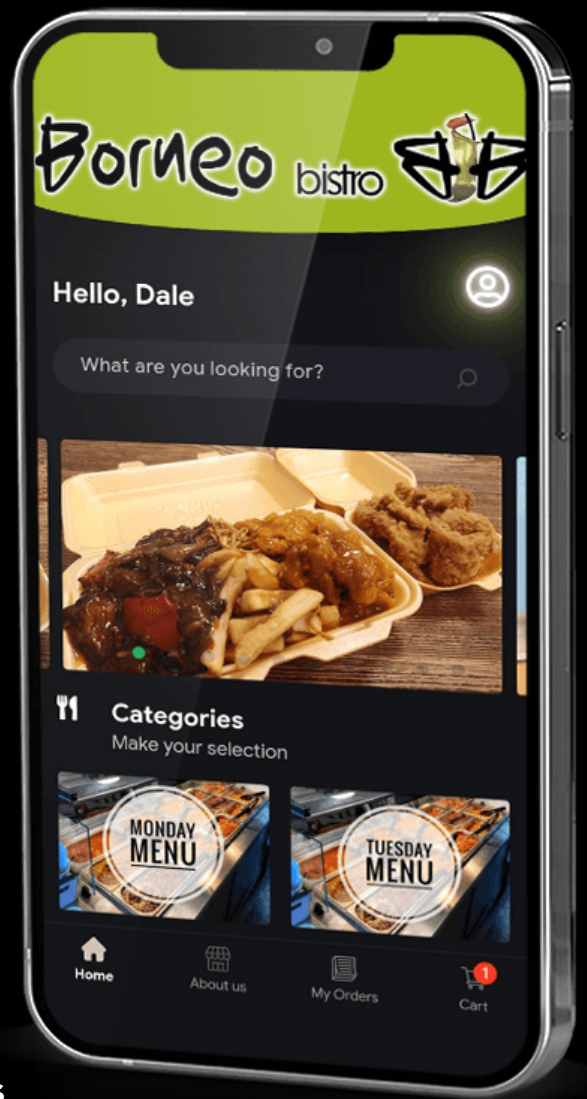 Borneo bistro
Hello, Dale
What are you looking for?
Categories
Make your selection
MONDAY
MENU
TUESDAY
MENU
Home
About us
My Orders
1
Cart
s